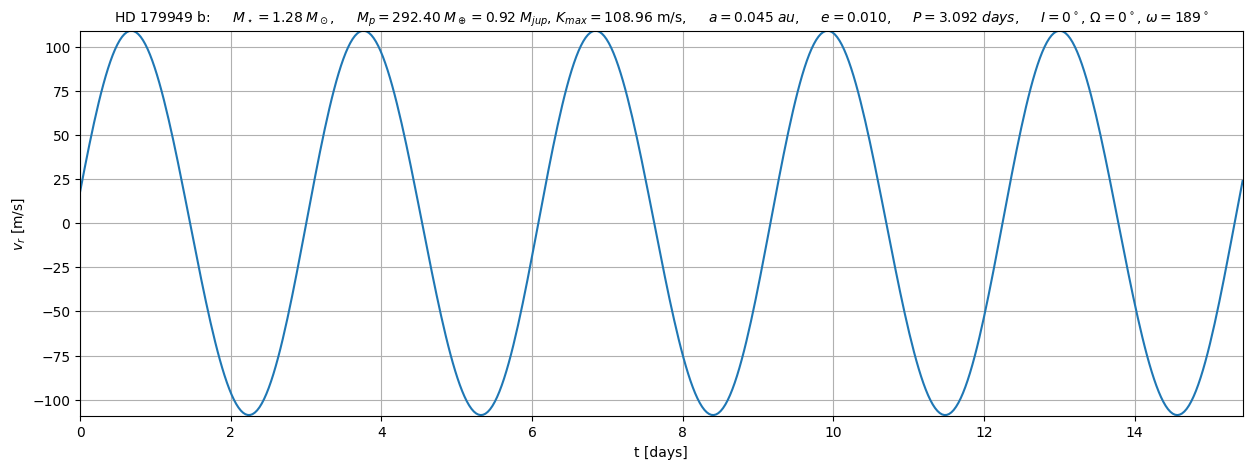 HD 179949 b: M⋆ = 1.28 M⊙, Mp = 292.40 M⊕ = 0.92 Mjup, Kmax = 108.96 m/s, a = 0.045 au, e = 0.010, P = 3.092 days, I = 0°, Ω = 0°, ω = 189°
100
75
50
25
0
−25
−50
−75
−100
vr [m/s]
0 2 4 6 8 10 12 14
t [days]